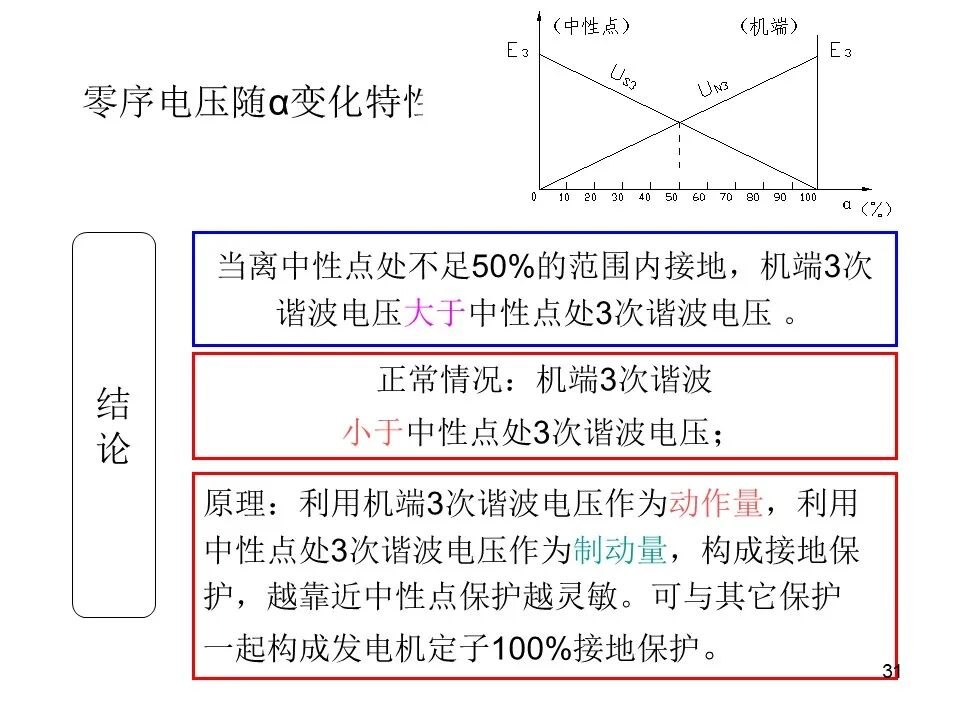 （中性点）
（机端）
E3
E3
US3
UN3
0 10 20 30 40 50 60 70 80 90 100
α（%）
零序电压随α变化特性
结
论
当离中性点处不足50%的范围内接地，机端3次
谐波电压大于中性点处3次谐波电压 。
正常情况：机端3次谐波
小于中性点处3次谐波电压；
原理：利用机端3次谐波电压作为动作量，利用
中性点处3次谐波电压作为制动量，构成接地保
护，越靠近中性点保护越灵敏。可与其它保护
一起构成发电机定子100%接地保护。
31